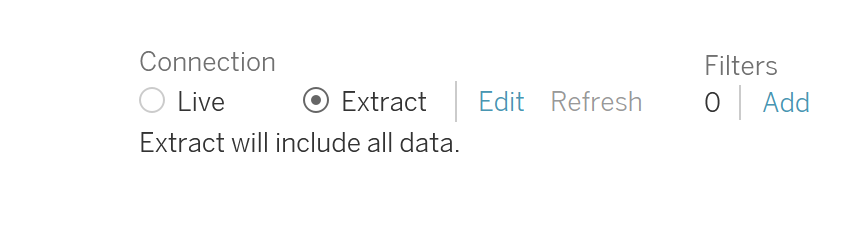 Connection
Filters
Live Extract Edit Refresh
0 Add
Extract will include all data.